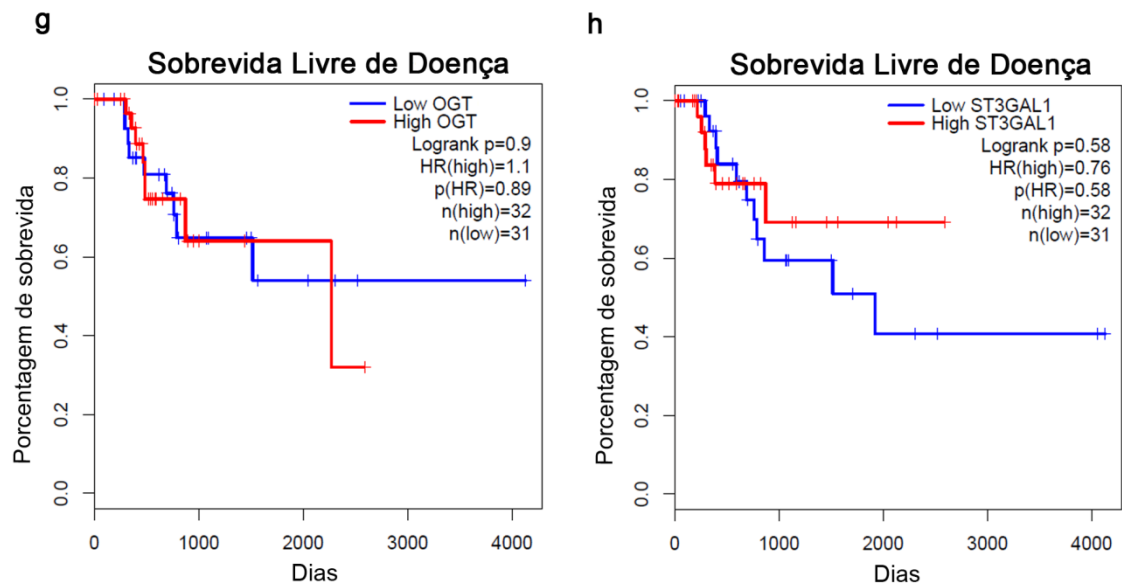 g
Sobrevida Livre de Doença
Low OGT
High OGT
Logrank p=0.9
HR(high)=1.1
p(HR)=0.89
n(high)=32
n(low)=31
Porcentagem de sobrevida
1.0
0.8
0.6
0.4
0.2
0.0
0 1000 2000 3000 4000
Dias
h
Sobrevida Livre de Doença
Low ST3GAL1
High ST3GAL1
Logrank p=0.58
HR(high)=0.76
p(HR)=0.58
n(high)=32
n(low)=31
Porcentagem de sobrevida
1.0
0.8
0.6
0.4
0.2
0.0
0 1000 2000 3000 4000
Dias